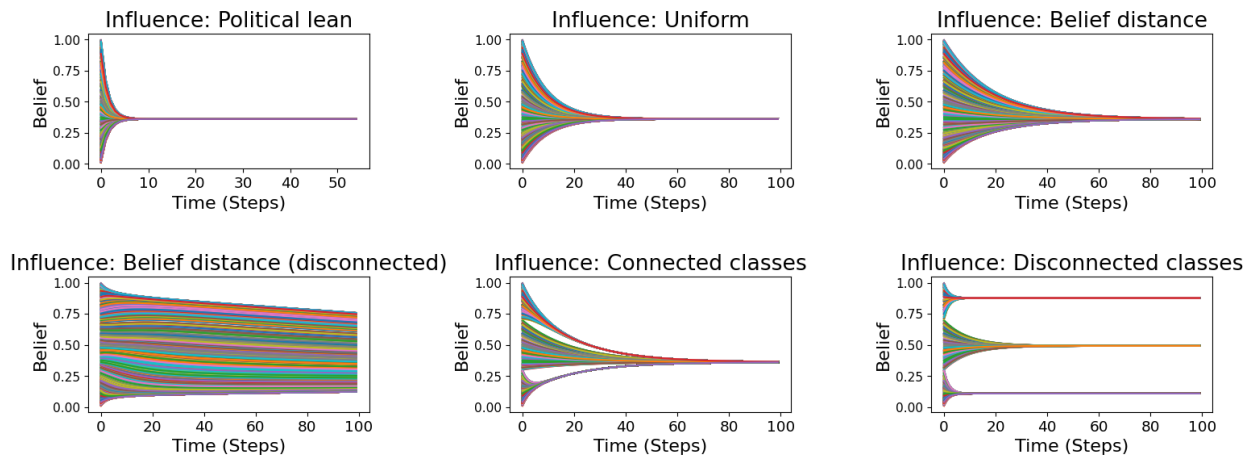 Influence: Political lean
1.00
0.75
0.50
0.25
0.00
Belief
0 10 20 30 40 50
Time (Steps)
Influence: Uniform
1.00
0.75
0.50
0.25
0.00
Belief
0 20 40 60 80 100
Time (Steps)
Influence: Belief distance
1.00
0.75
0.50
0.25
0.00
Belief
0 20 40 60 80 100
Time (Steps)
Influence: Belief distance (disconnected)
1.00
0.75
0.50
0.25
0.00
Belief
0 20 40 60 80 100
Time (Steps)
Influence: Connected classes
1.00
0.75
0.50
0.25
0.00
Belief
0 20 40 60 80 100
Time (Steps)
Influence: Disconnected classes
1.00
0.75
0.50
0.25
0.00
Belief
0 20 40 60 80 100
Time (Steps)